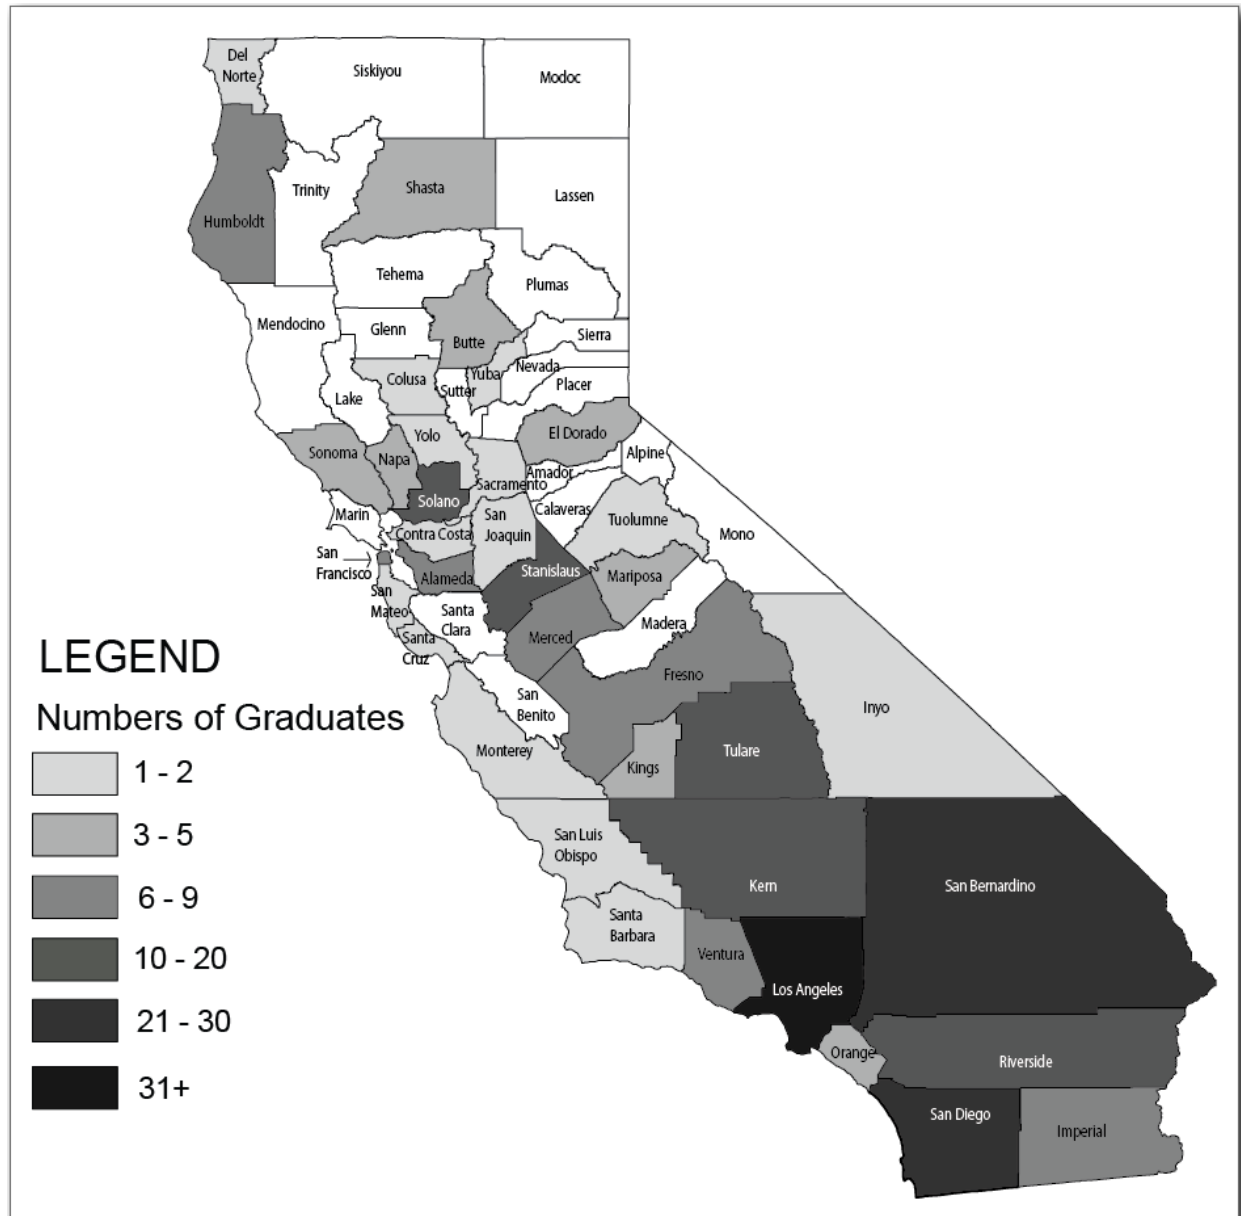 Del
Norte
Siskiyou
Modoc
Shasta
Lassen
Trinity
Humboldt
Tehema
Plumas
Mendocino
Glenn
Butte
Sierra
Nevada
Placer
Yuba
Sutter
Colusa
Lake
Yolo
El Dorado
Sonoma
Napa
Alpine
Amador
Sacramento
Solano
Calaveras
Marin
San
Joaquin
Tuolumne
Contra Costa
Mono
San
Francisco
Alameda
Stanislaus
Mariposa
San
Mateo
Santa
Clara
Merced
Madera
Santa
Cruz
Fresno
San
Benito
Inyo
Monterey
Kings
Tulare
San Luis
Obispo
Kern
San Bernardino
Santa
Barbara
Ventura
Los Angeles
Orange
Riverside
San Diego
Imperial
LEGEND
Numbers of Graduates
1 - 2
3 - 5
6 - 9
10 - 20
21 - 30
31+